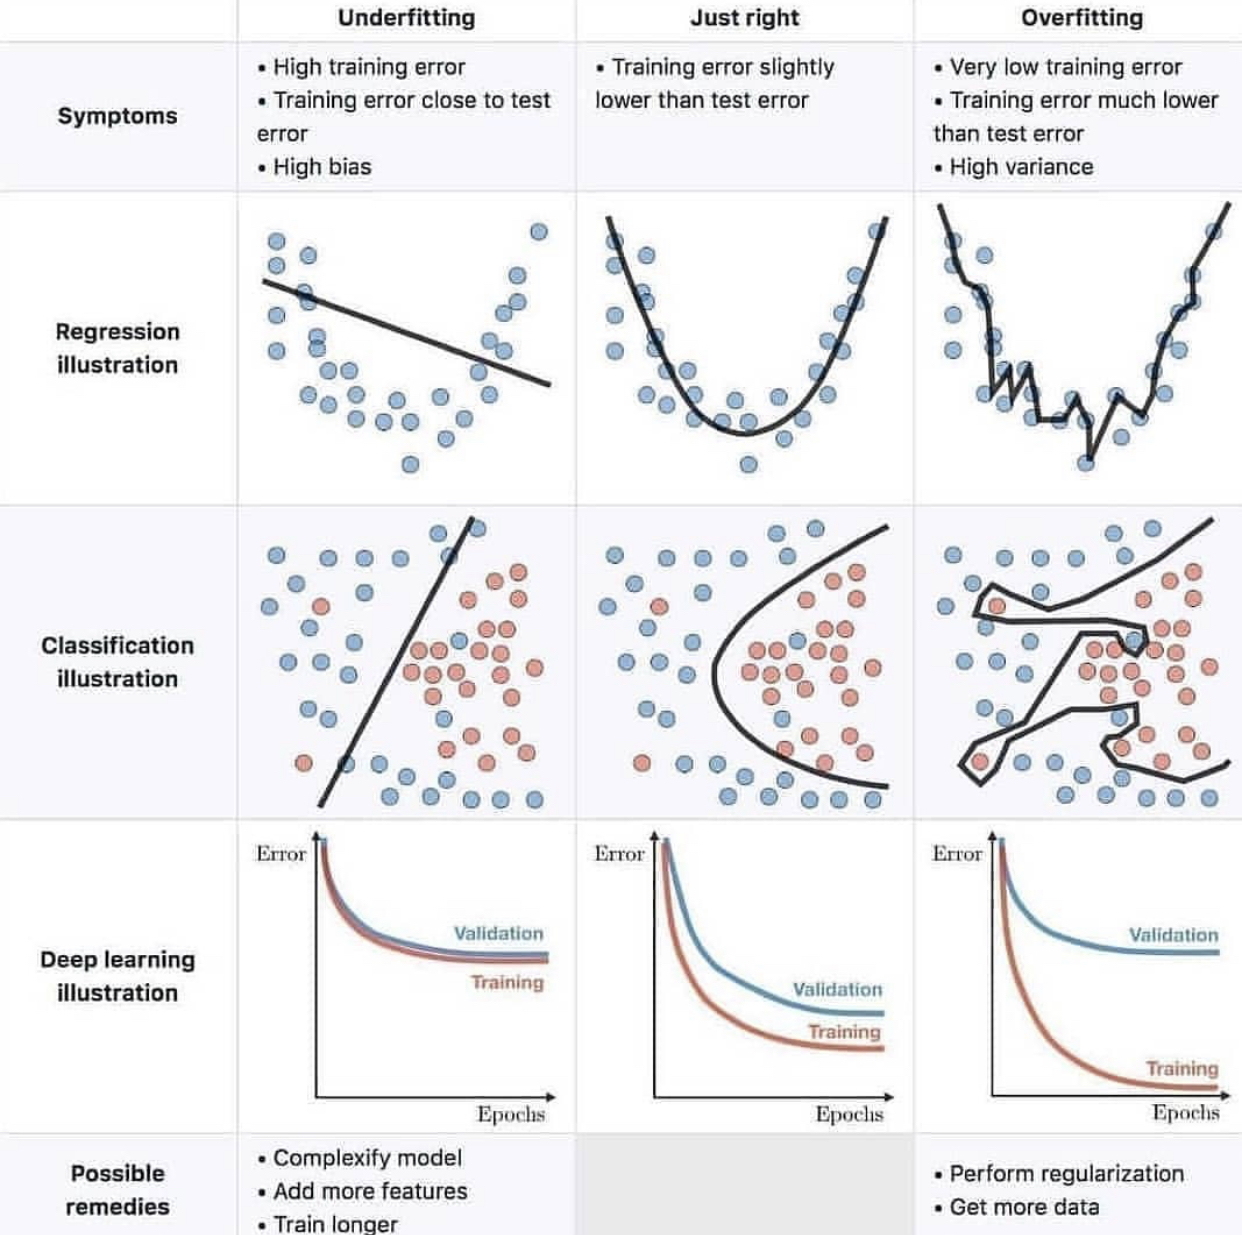 Underfitting
Just right
Overfitting
Symptoms
• High training error
• Training error close to test
error
• High bias
• Training error slightly
lower than test error
• Very low training error
• Training error much lower
than test error
• High variance
Regression
illustration
Classification
illustration
Deep learning
illustration
Error
Validation
Training
Epochs
Error
Validation
Training
Epochs
Error
Validation
Training
Epochs
Possible
remedies
• Complexify model
• Add more features
• Train longer
• Perform regularization
• Get more data